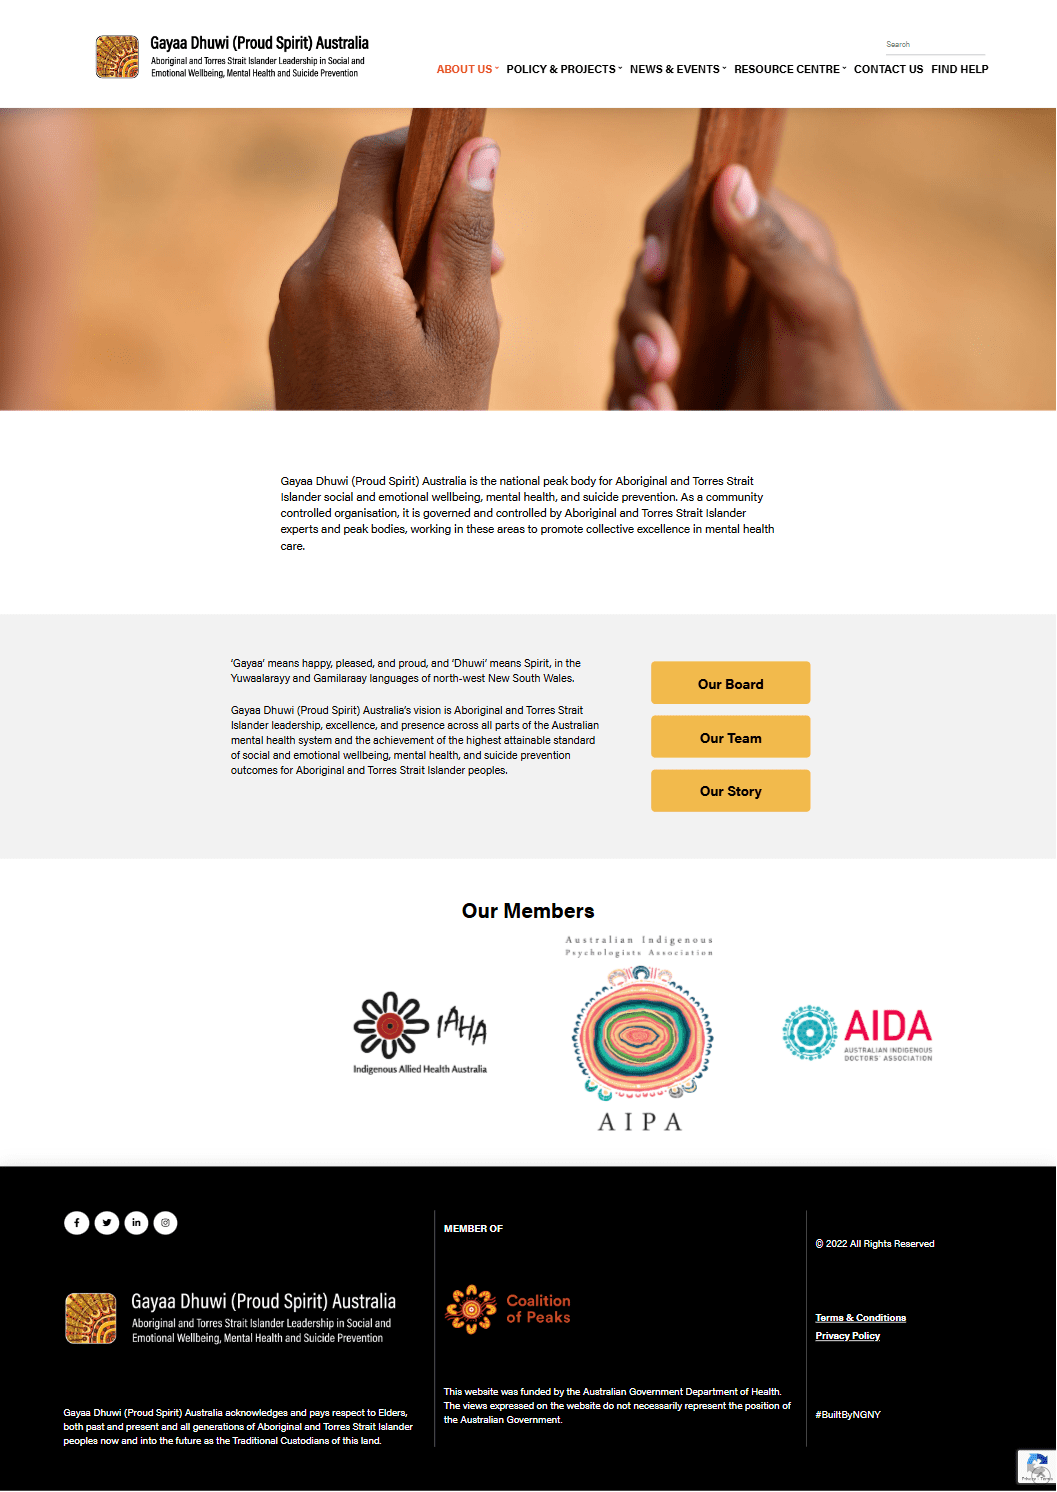 Gayaa Dhuwi (Proud Spirit) Australia
Aboriginal and Torres Strait Islander Leadership in Social and
Emotional Wellbeing, Mental Health and Suicide Prevention
Search
ABOUT US POLICY & PROJECTS NEWS & EVENTS RESOURCE CENTRE CONTACT US FIND HELP
Gayaa Dhuwi (Proud Spirit) Australia is the national peak body for Aboriginal and Torres Strait
Islander social and emotional wellbeing, mental health, and suicide prevention. As a community
controlled organisation, it is governed and controlled by Aboriginal and Torres Strait Islander
experts and peak bodies, working in these areas to promote collective excellence in mental health
care.
‘Gayaa’ means happy, pleased, and proud, and ‘Dhuwi’ means Spirit, in the
Yuwaalarayy and Gamilaraay languages of north-west New South Wales.
Gayaa Dhuwi (Proud Spirit) Australia’s vision is Aboriginal and Torres Strait
Islander leadership, excellence, and presence across all parts of the Australian
mental health system and the achievement of the highest attainable standard
of social and emotional wellbeing, mental health, and suicide prevention
outcomes for Aboriginal and Torres Strait Islander peoples.
Our Board
Our Team
Our Story
Our Members
IAHA
Indigenous Allied Health Australia
Australian Indigenous
Psychologists Association
AIPA
AIDA
AUSTRALIAN INDIGENOUS
DOCTORS' ASSOCIATION
Gayaa Dhuwi (Proud Spirit) Australia
Aboriginal and Torres Strait Islander Leadership in Social and
Emotional Wellbeing, Mental Health and Suicide Prevention
Gayaa Dhuwi (Proud Spirit) Australia acknowledges and pays respect to Elders,
both past and present and all generations of Aboriginal and Torres Strait Islander
peoples now and into the future as the Traditional Custodians of this land.
MEMBER OF
Coalition
of Peaks
This website was funded by the Australian Government Department of Health.
The views expressed on the website do not necessarily represent the position of
the Australian Government.
© 2022 All Rights Reserved
Terms & Conditions
Privacy Policy
#BuiltByNGNY